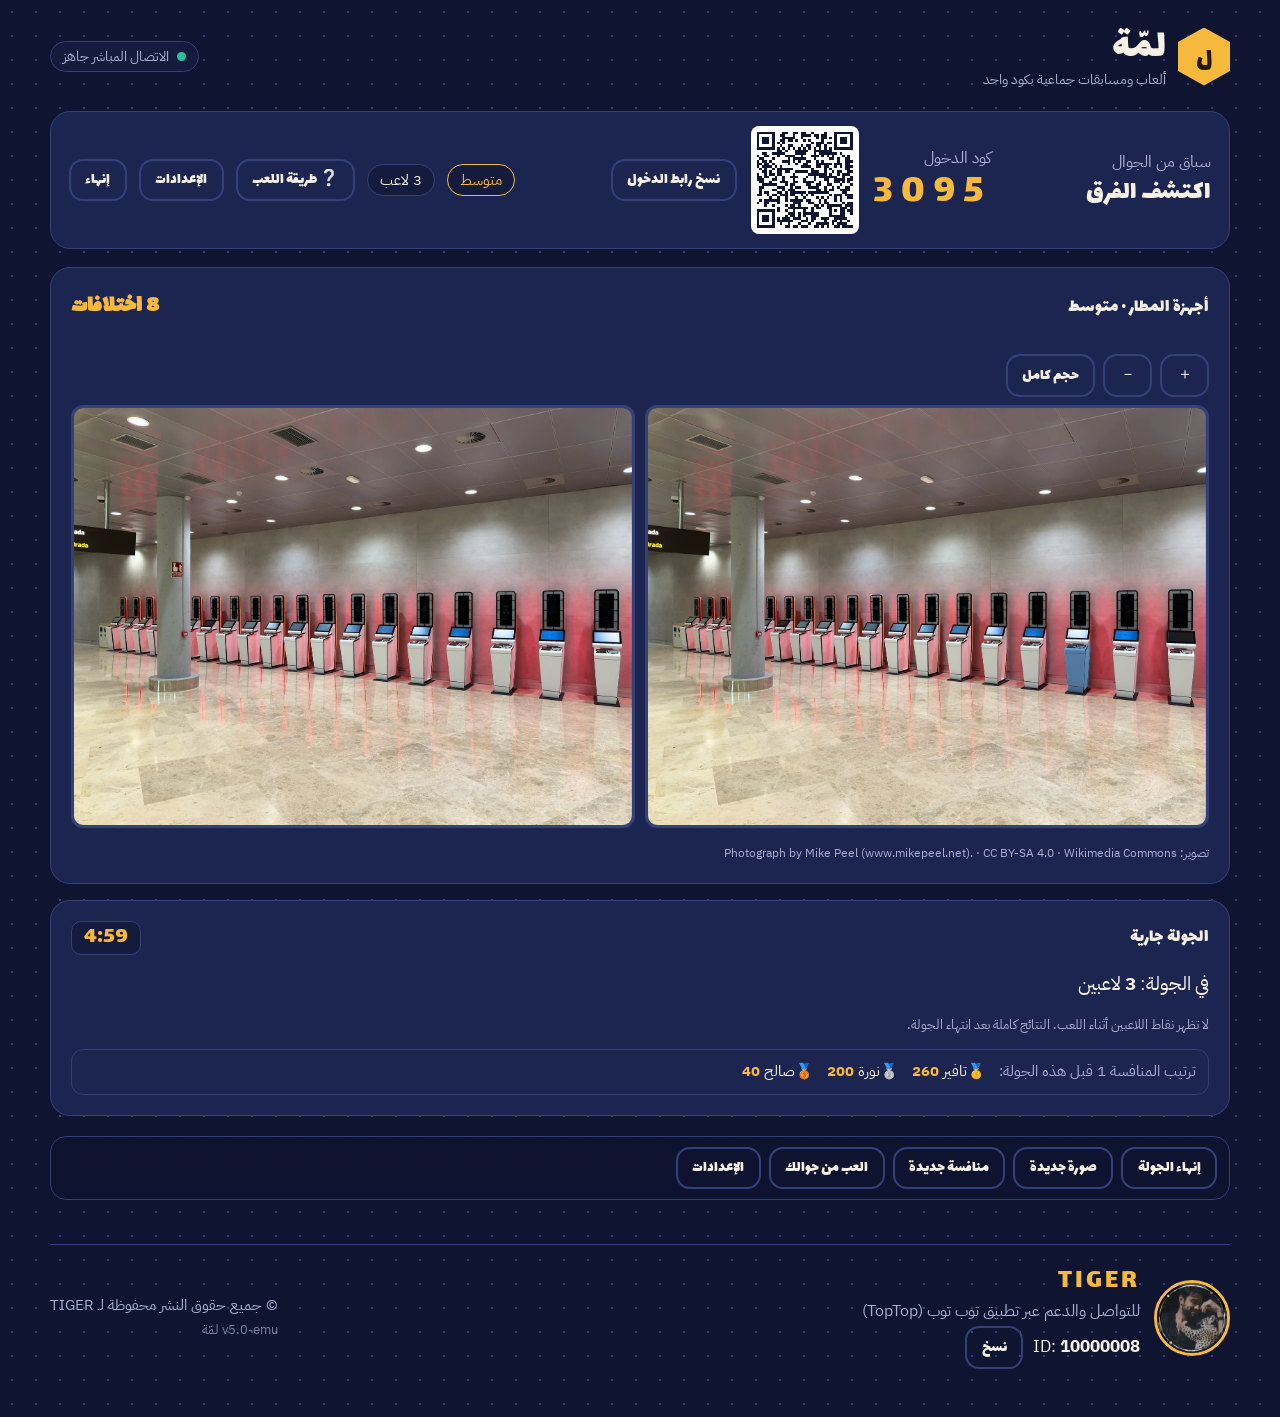 ل
لمّة
ألعاب ومسابقات جماعية بكود واحد
الاتصال المباشر جاهز
سباق من الجوال
اكتشف الفرق
كود الدخول
3095
نسخ رابط الدخول
متوسط
3 لاعب
❔ طريقة اللعب
الإعدادات
إنهاء
أجهزة المطار · متوسط
8 اختلافات
+
−
حجم كامل
ada
trada
ada
trada
تصوير: Photograph by Mike Peel (www.mikepeel.net). · CC BY-SA 4.0 · Wikimedia Commons
الجولة جارية
4:59
في الجولة: 3 لاعبين
لا تظهر نقاط اللاعبين أثناء اللعب. النتائج كاملة بعد انتهاء الجولة.
ترتيب المنافسة 1 قبل هذه الجولة: 🥇 تافير 260 🥈 نورة 200 🥉 صالح 40
إنهاء الجولة
صورة جديدة
منافسة جديدة
العب من جوالك
الإعدادات
TIGER
للتواصل والدعم عبر تطبيق توب توب (TopTop)
ID: 10000008
نسخ
© جميع حقوق النشر محفوظة لـ TIGER
لمّة v5.0-emu